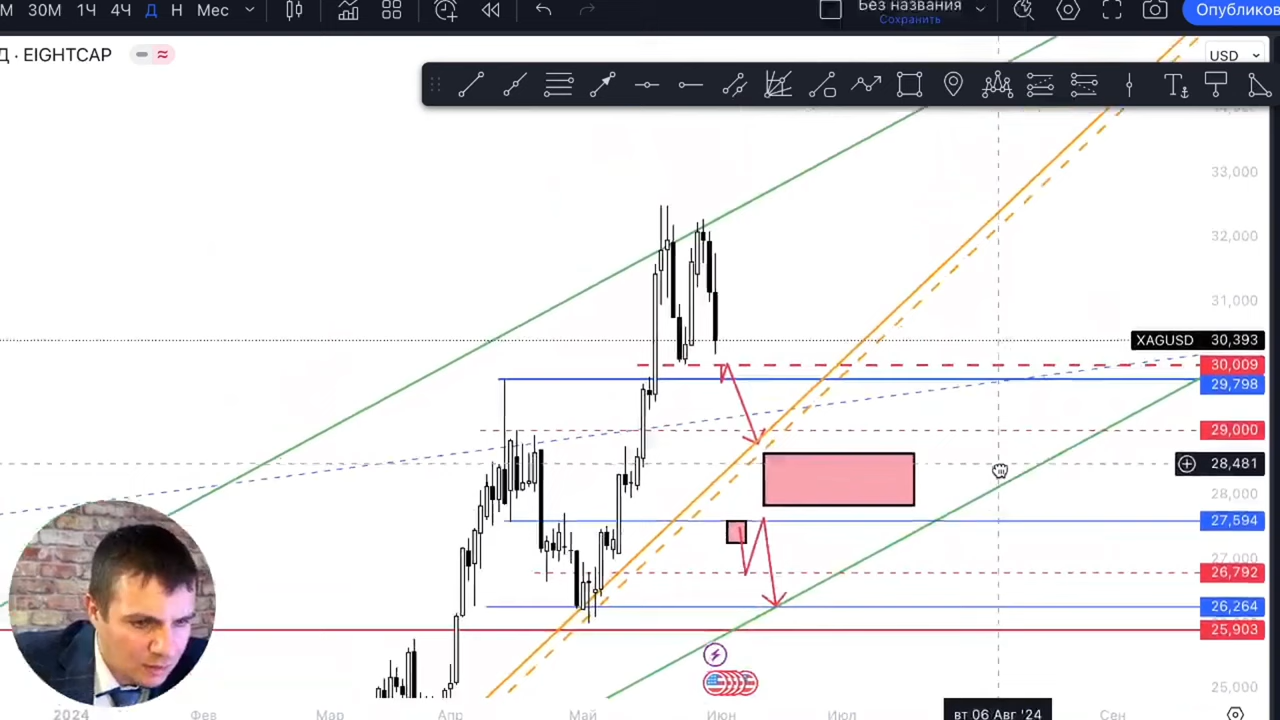 М 30М 1Ч 4Ч Д Н Мес
Без названия
Сохранить
Опубликов
Д · EIGHTCAP
USD
33,000
32,000
31,000
XAGUSD 30,393
30,009
29,798
29,000
28,481
28,000
27,594
27,000
26,792
26,264
25,903
25,000
2024 Фев Мар Апр Май Июн Июл вт 06 Авг '24 Сен